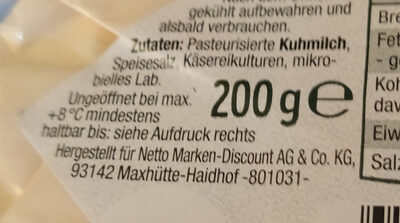 gekühlt aufbewahren und
alsbald verbrauchen.
Zutaten: Pasteurisierte Kuhmilch,
Speisesalz, Käsereikulturen, mikro-
bielles Lab.
Ungeöffnet bei max.
+8 °C mindestens
haltbar bis: siehe Aufdruck rechts
200 g e
Hergestellt für Netto Marken-Discount AG & Co. KG,
93142 Maxhütte-Haidhof -801031-
Bre
Fet
- g
Koh
dav
Eiw
Salz